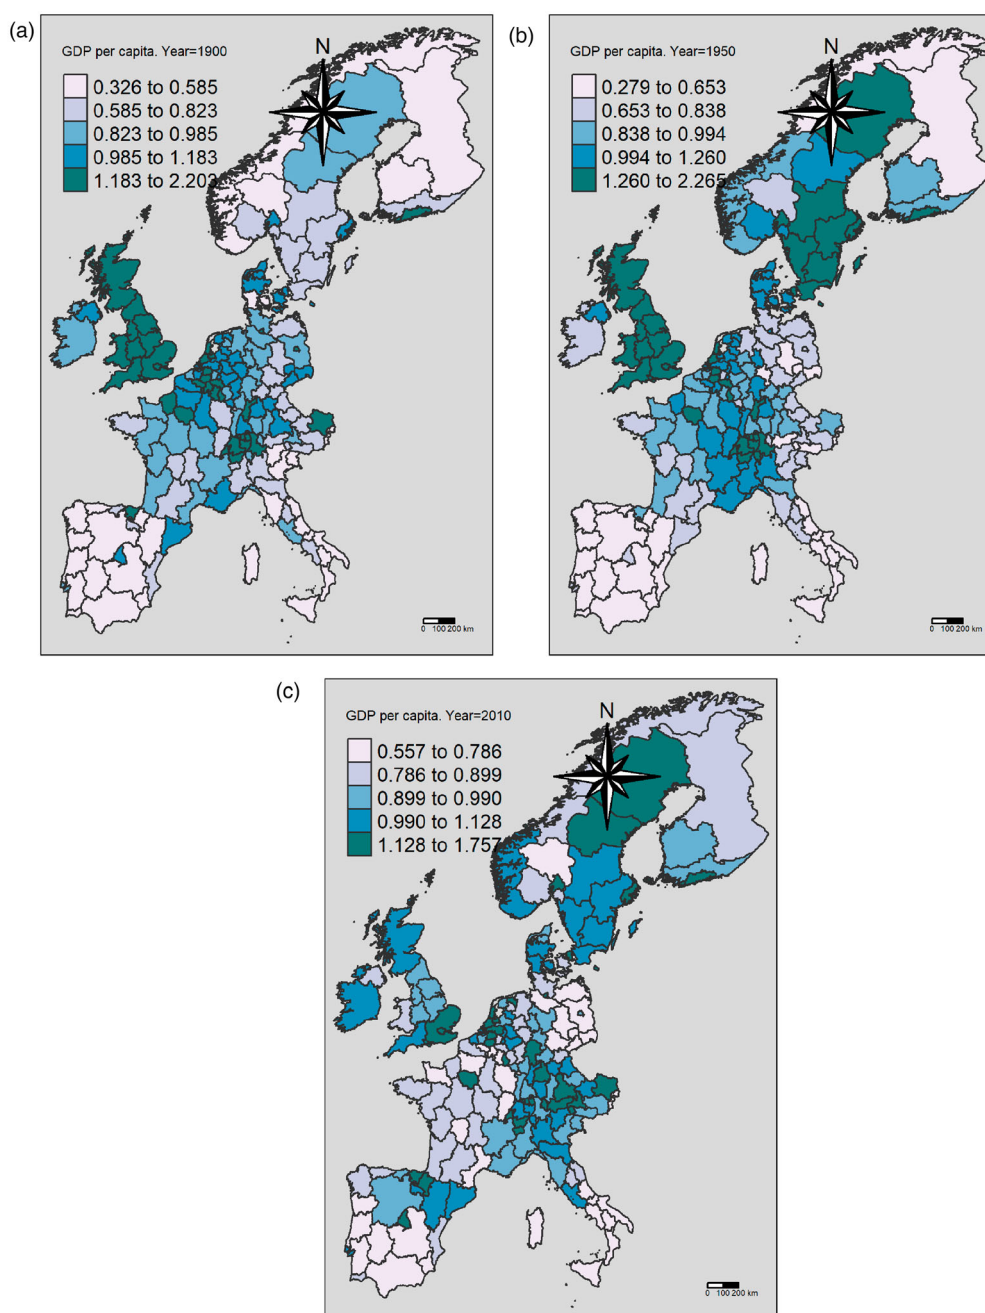 (a)
GDP per capita. Year=1900
N
0.326 to 0.585
0.585 to 0.823
0.823 to 0.985
0.985 to 1.183
1.183 to 2.203
0 100 200 km
(b)
GDP per capita. Year=1950
N
0.279 to 0.653
0.653 to 0.838
0.838 to 0.994
0.994 to 1.260
1.260 to 2.265
0 100 200 km
(c)
GDP per capita. Year=2010
N
0.557 to 0.786
0.786 to 0.899
0.899 to 0.990
0.990 to 1.128
1.128 to 1.757
0 100 200 km